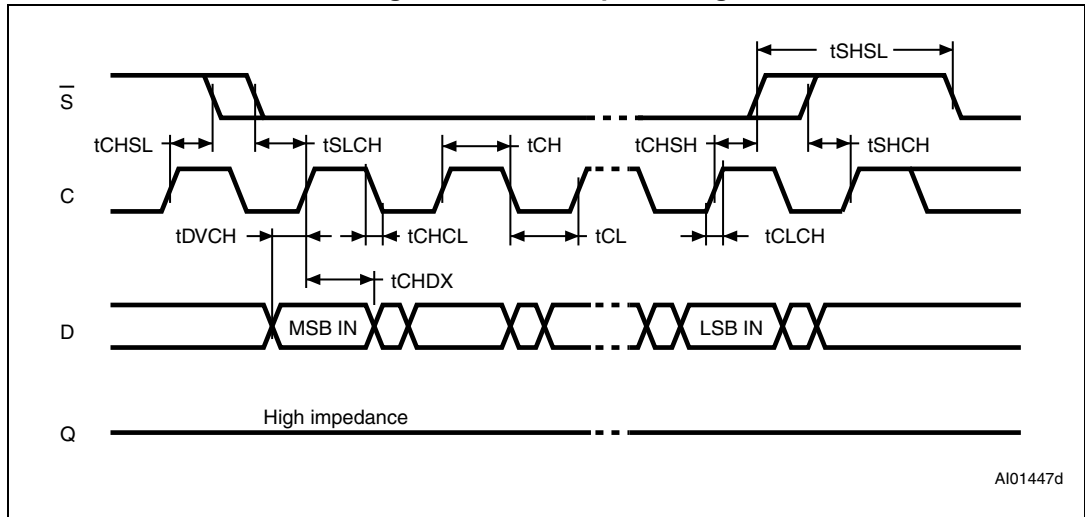 tSHSL
S̅
tCHSL
tSLCH
tCH
tCHSH
tSHCH
C
tDVCH
tCHCL
tCL
tCLCH
tCHDX
D
MSB IN
LSB IN
High impedance
Q
AI01447d